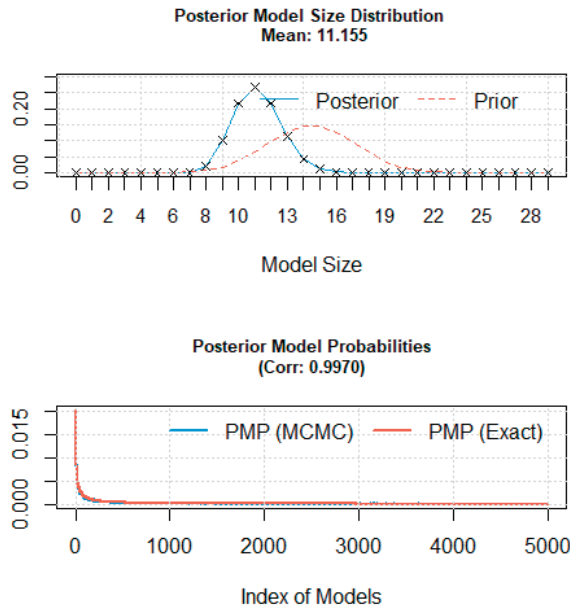 Posterior Model Size Distribution
Mean: 11.155
0.20
0.00
Posterior Prior
0 2 4 6 8 10 13 16 19 22 25 28
Model Size
Posterior Model Probabilities
(Corr: 0.9970)
0.015
0.000
PMP (MCMC) PMP (Exact)
0 1000 2000 3000 4000 5000
Index of Models